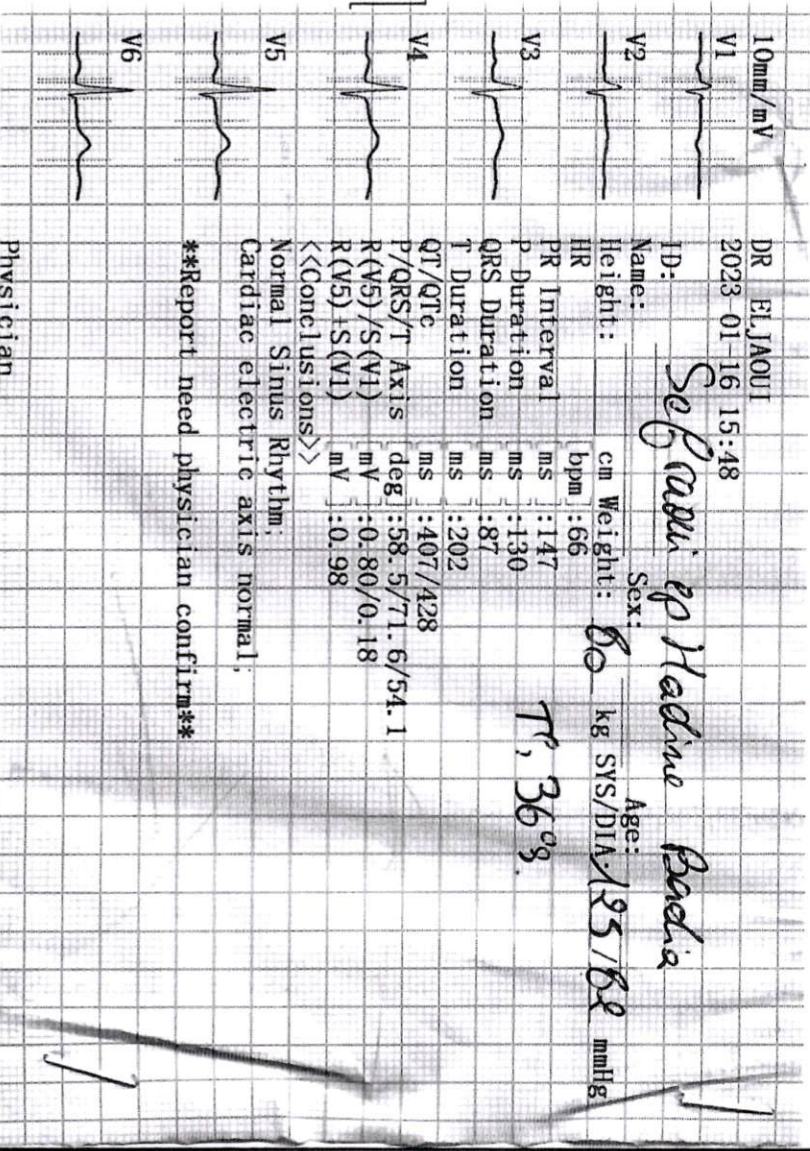 10mm/mV
V1
V2
V3
V4
V5
V6
DR ELJAOUI
2023-01-16 15:48
ID:
Name: Sefraoui ep Hadine Badia
Sex: Age:
Height: cm Weight: 80 kg SYS/DIA: 125/82 mmHg
HR bpm :66
PR Interval ms :147
P Duration ms :130
QRS Duration ms :87
T Duration ms :202
QT/QTc ms :407/428
P/QRS/T Axis deg :58.5/71.6/54.1
R(V5)/S(V1) mV :0.80/0.18
R(V5)+S(V1) mV :0.98
T°, 36°8.
<<Conclusions>>
Normal Sinus Rhythm;
Cardiac electric axis normal;
**Report need physician confirm**
Physician